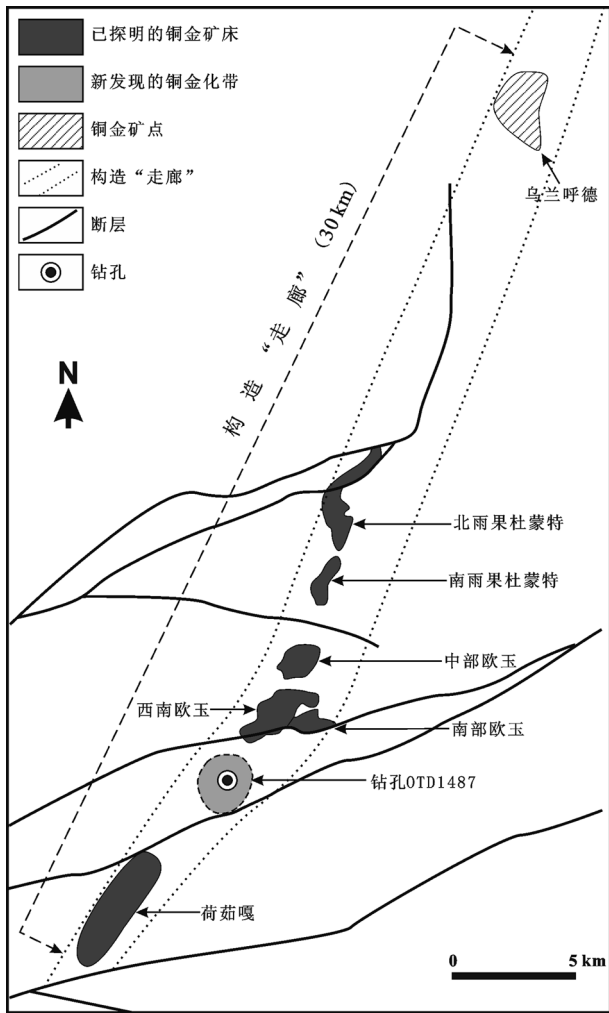 已探明的铜金矿床
新发现的铜金化带
铜金矿点
构造“走廊”
断层
钻孔
乌兰呼德
构造“走廊”(30 km)
N
北雨果杜蒙特
南雨果杜蒙特
中部欧玉
西南欧玉
南部欧玉
钻孔OTD1487
荷茹嘎
0 5 km